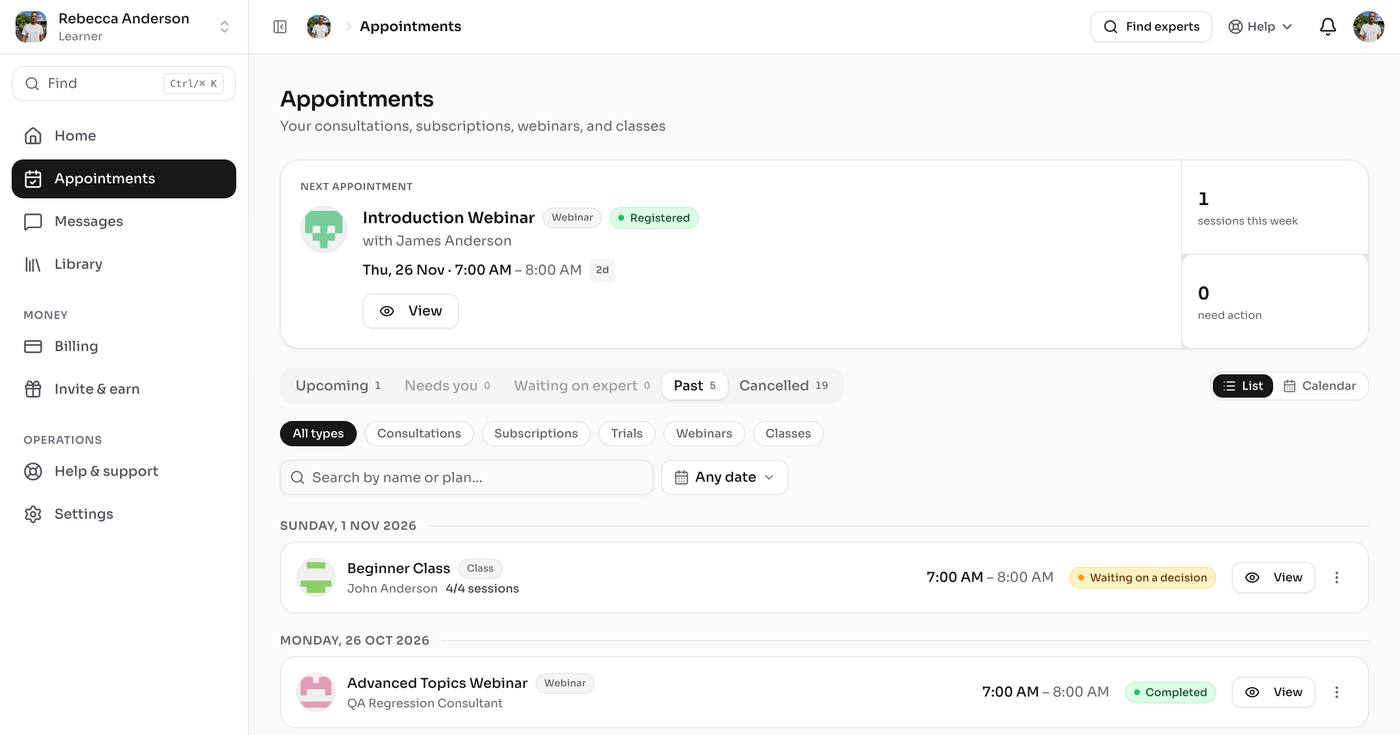 Rebecca Anderson
Learner
Appointments
Find experts
Help
Find
Ctrl/⌘ K
Home
Appointments
Messages
Library
MONEY
Billing
Invite & earn
OPERATIONS
Help & support
Settings
Appointments
Your consultations, subscriptions, webinars, and classes
NEXT APPOINTMENT
Introduction Webinar Webinar Registered
with James Anderson
Thu, 26 Nov · 7:00 AM – 8:00 AM 2d
View
1
sessions this week
0
need action
Upcoming 1 Needs you 0 Waiting on expert 0 Past 5 Cancelled 19
List Calendar
All types Consultations Subscriptions Trials Webinars Classes
Search by name or plan...
Any date
SUNDAY, 1 NOV 2026
Beginner Class Class
John Anderson 4/4 sessions
7:00 AM – 8:00 AM Waiting on a decision View
MONDAY, 26 OCT 2026
Advanced Topics Webinar Webinar
QA Regression Consultant
7:00 AM – 8:00 AM Completed View